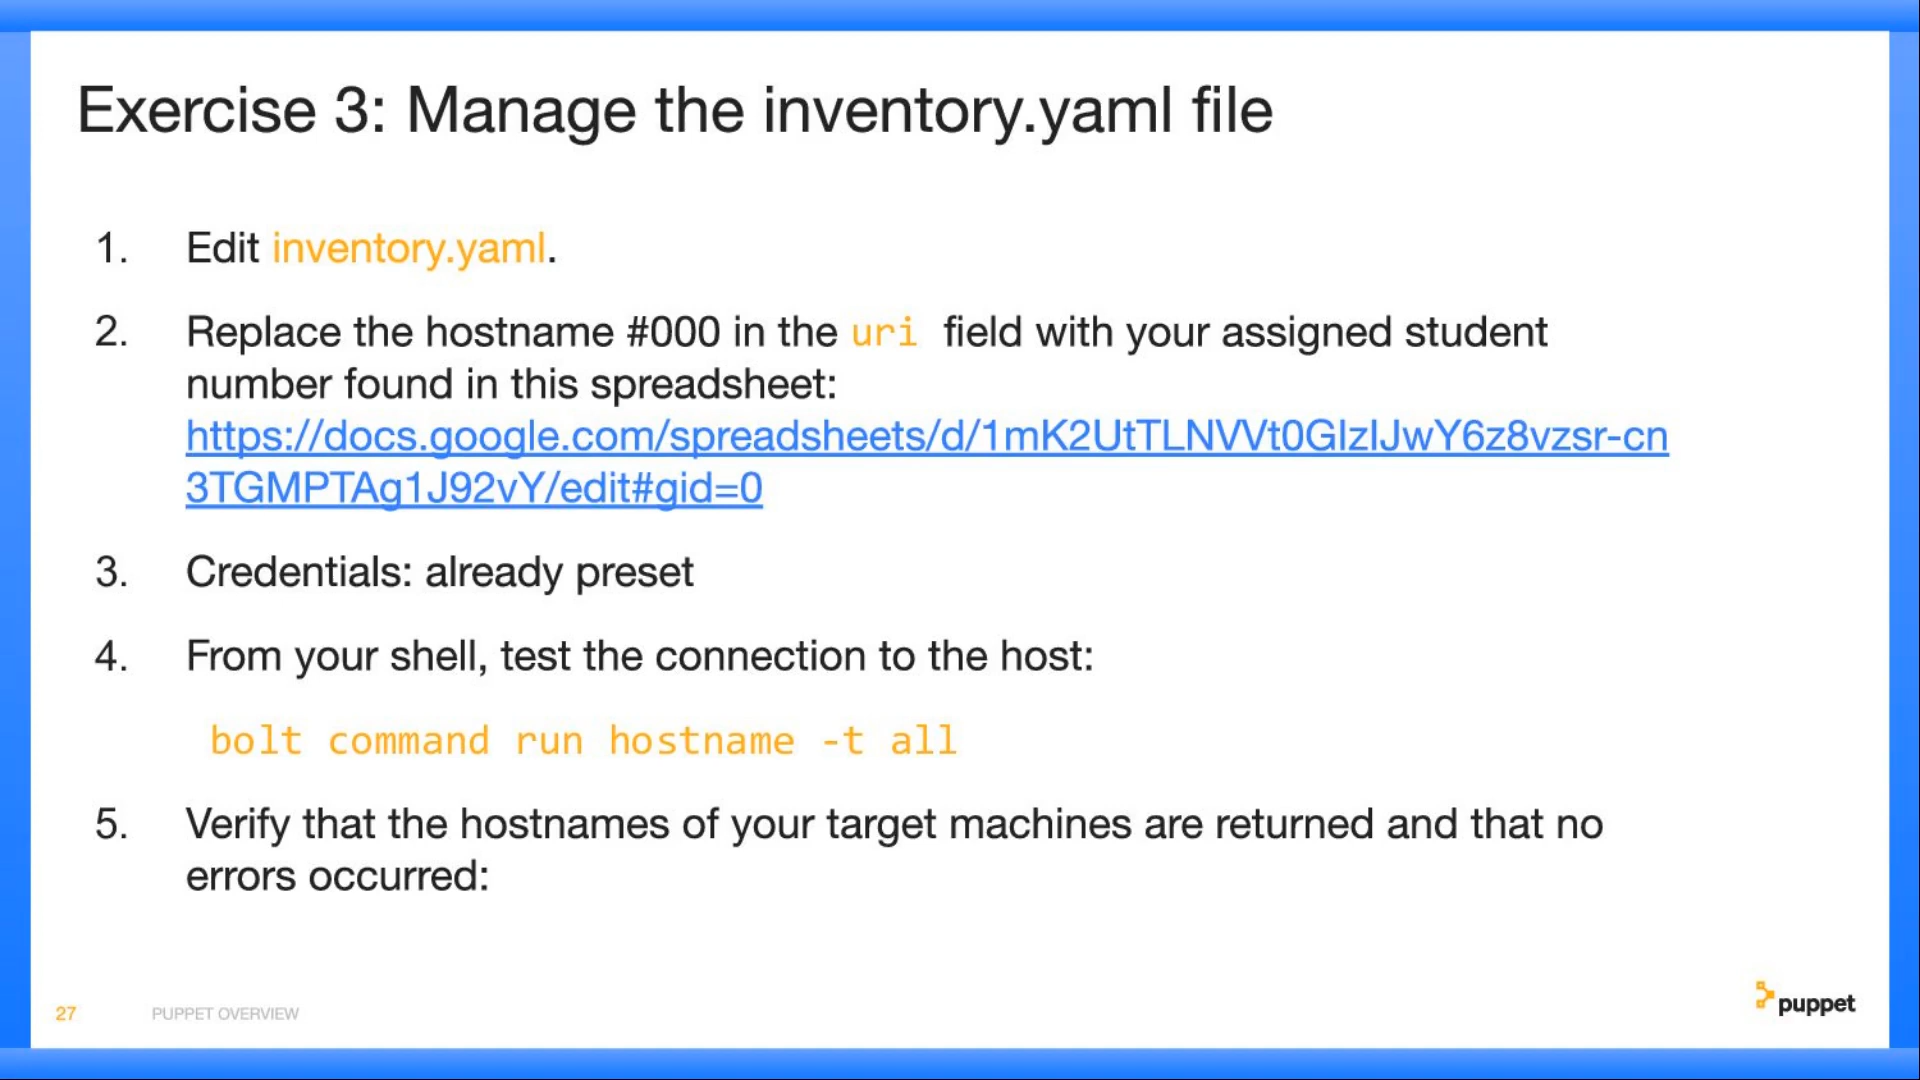 Exercise 3: Manage the inventory.yaml file
1. Edit inventory.yaml.
2. Replace the hostname #000 in the uri field with your assigned student
number found in this spreadsheet:
https://docs.google.com/spreadsheets/d/1mK2UtTLNVVt0GlzIJwY6z8vzsr-cn
3TGMPTAg1J92vY/edit#gid=0
3. Credentials: already preset
4. From your shell, test the connection to the host:
bolt command run hostname -t all
5. Verify that the hostnames of your target machines are returned and that no
errors occurred:
27 PUPPET OVERVIEW
puppet